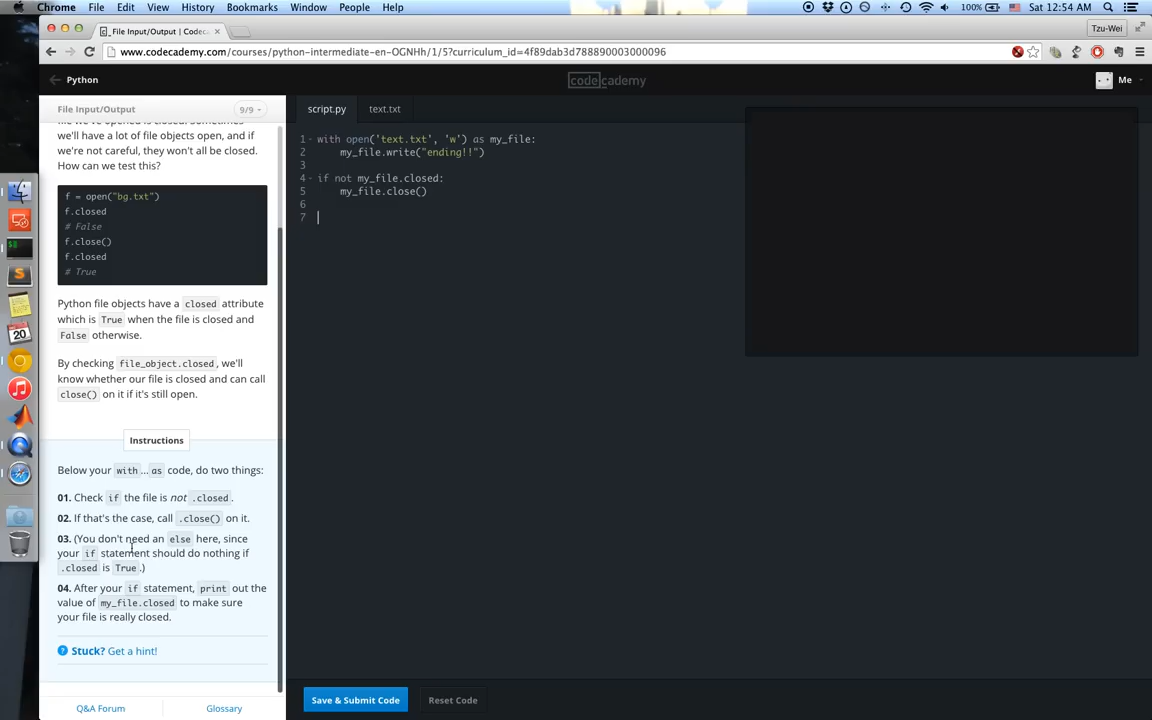 Chrome File Edit View History Bookmarks Window People Help
100% Sat 12:54 AM
File Input/Output | Codec
Tzu-Wei
www.codecademy.com/courses/python-intermediate-en-OGNHh/1/5?curriculum_id=4f89dab3d788890003000096
Python
codecademy
Me
File Input/Output
9/9
script.py
text.txt
file we've opened is closed. Sometimes
we'll have a lot of file objects open, and if
we're not careful, they won't all be closed.
How can we test this?
f = open("bg.txt")
f.closed
# False
f.close()
f.closed
# True
Python file objects have a closed attribute
which is True when the file is closed and
False otherwise.
By checking file_object.closed, we'll
know whether our file is closed and can call
close() on it if it's still open.
Instructions
Below your with...as code, do two things:
01. Check if the file is not .closed.
02. If that's the case, call .close() on it.
03. (You don't need an else here, since
your if statement should do nothing if
.closed is True.)
04. After your if statement, print out the
value of my_file.closed to make sure
your file is really closed.
? Stuck? Get a hint!
Q&A Forum
Glossary
1 with open('text.txt', 'w') as my_file:
2 my_file.write("ending!!")
3
4 if not my_file.closed:
5 my_file.close()
6
7
Save & Submit Code
Reset Code
20